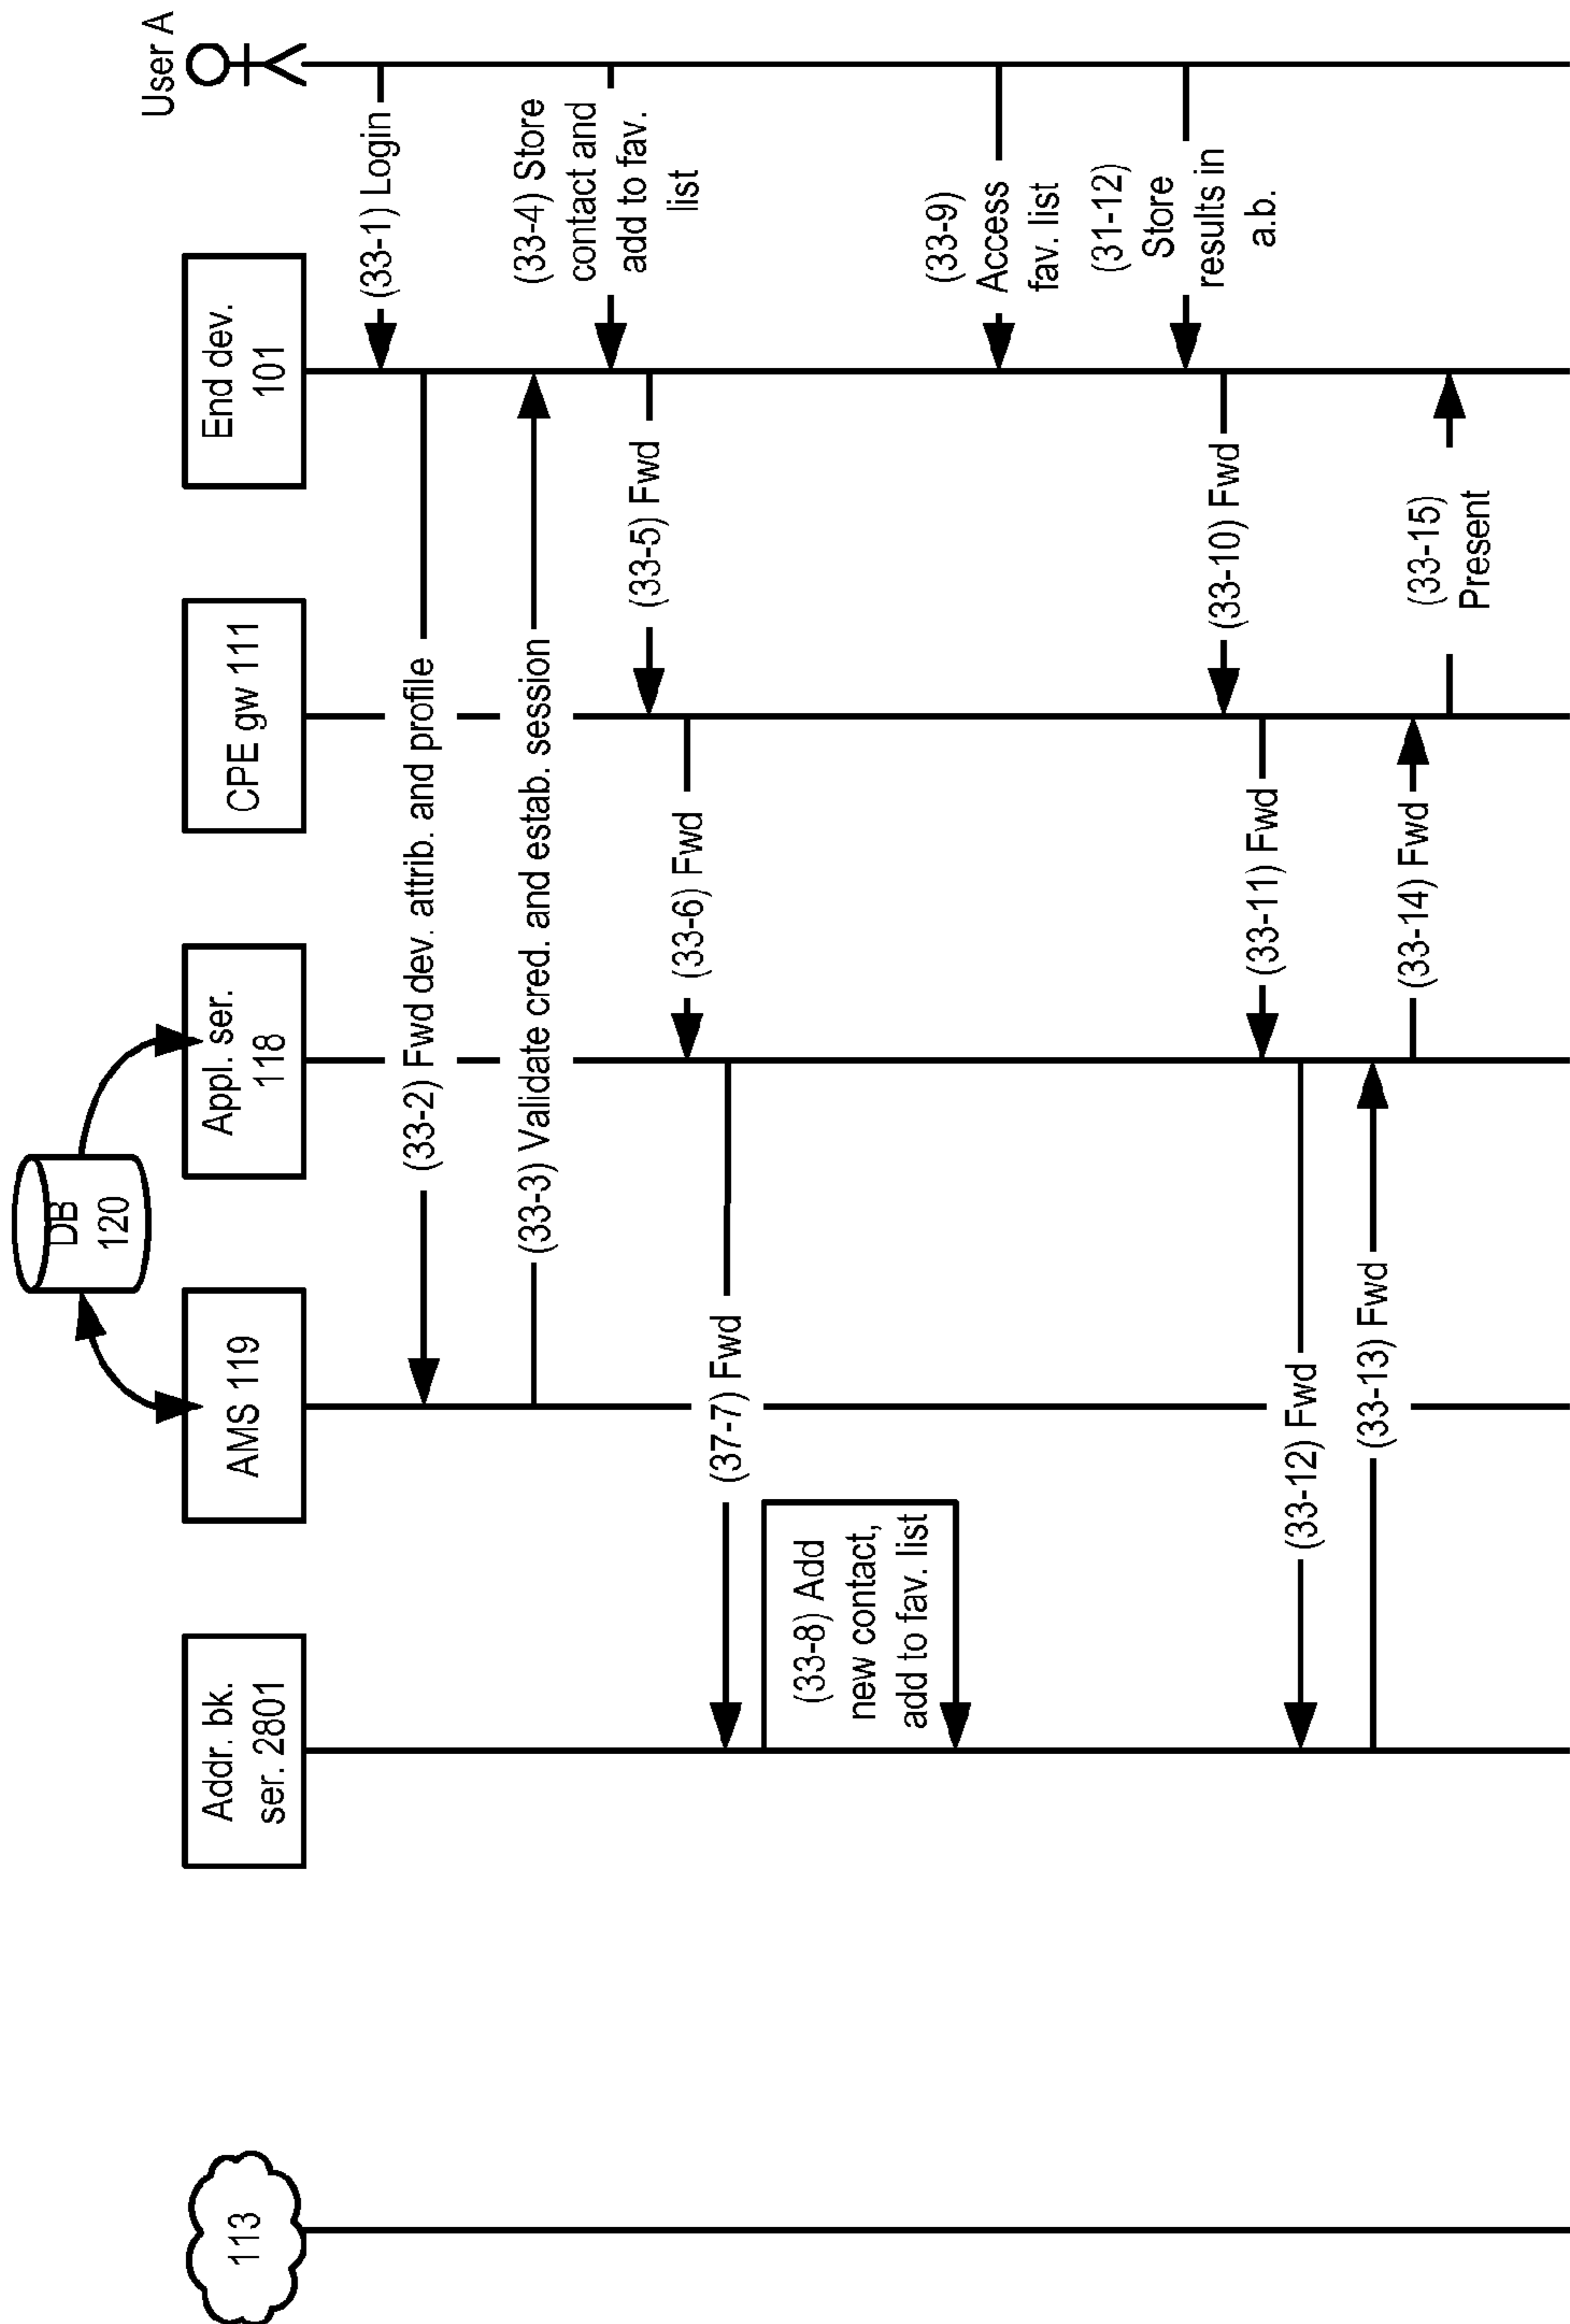 113
Addr. bk.
ser. 2801
AMS 119
DB
120
Appl. ser.
118
CPE gw 111
End dev.
101
User A
(33-1) Login
(33-2) Fwd dev. attrib. and profile
(33-3) Validate cred. and estab. session
(33-4) Store
contact and
add to fav.
list
(33-5) Fwd
(33-6) Fwd
(37-7) Fwd
(33-8) Add
new contact,
add to fav. list
(33-9)
Access
fav. list
(31-12)
Store
results in
a.b.
(33-10) Fwd
(33-11) Fwd
(33-12) Fwd
(33-13) Fwd
(33-14) Fwd
(33-15)
Present